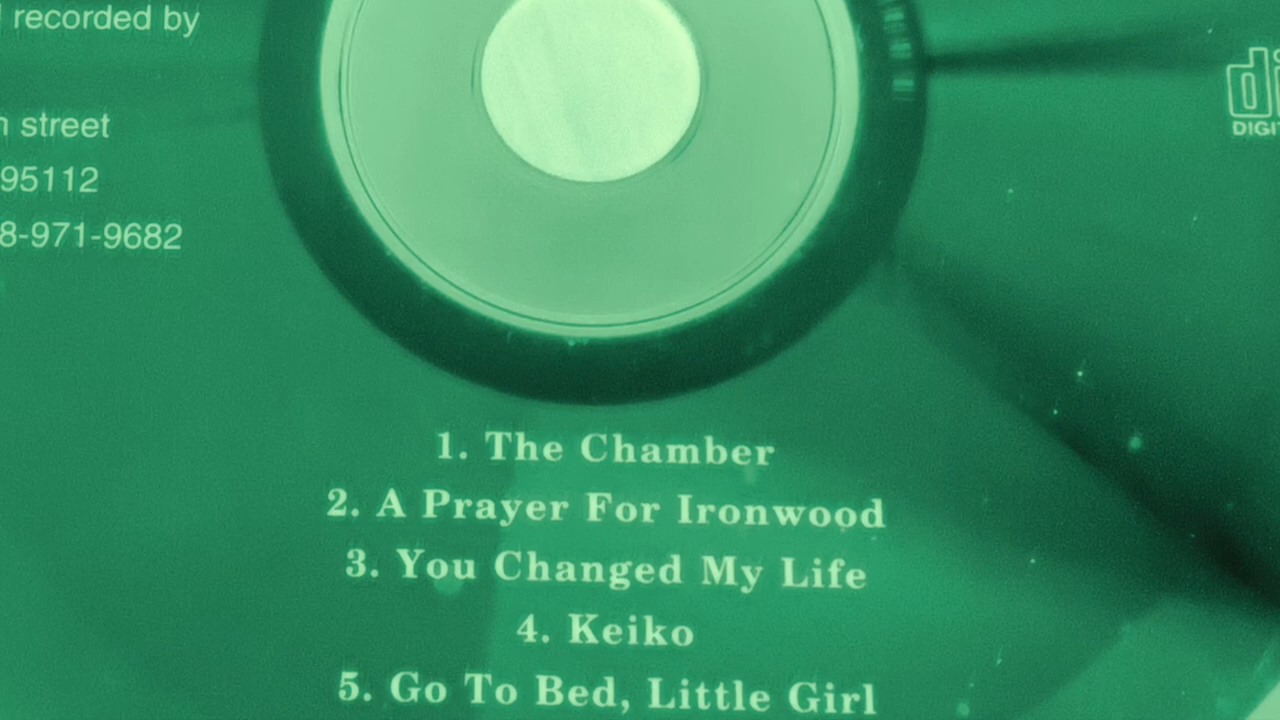 recorded by
street
95112
8-971-9682
DIGIT
1. The Chamber
2. A Prayer For Ironwood
3. You Changed My Life
4. Keiko
5. Go To Bed, Little Girl